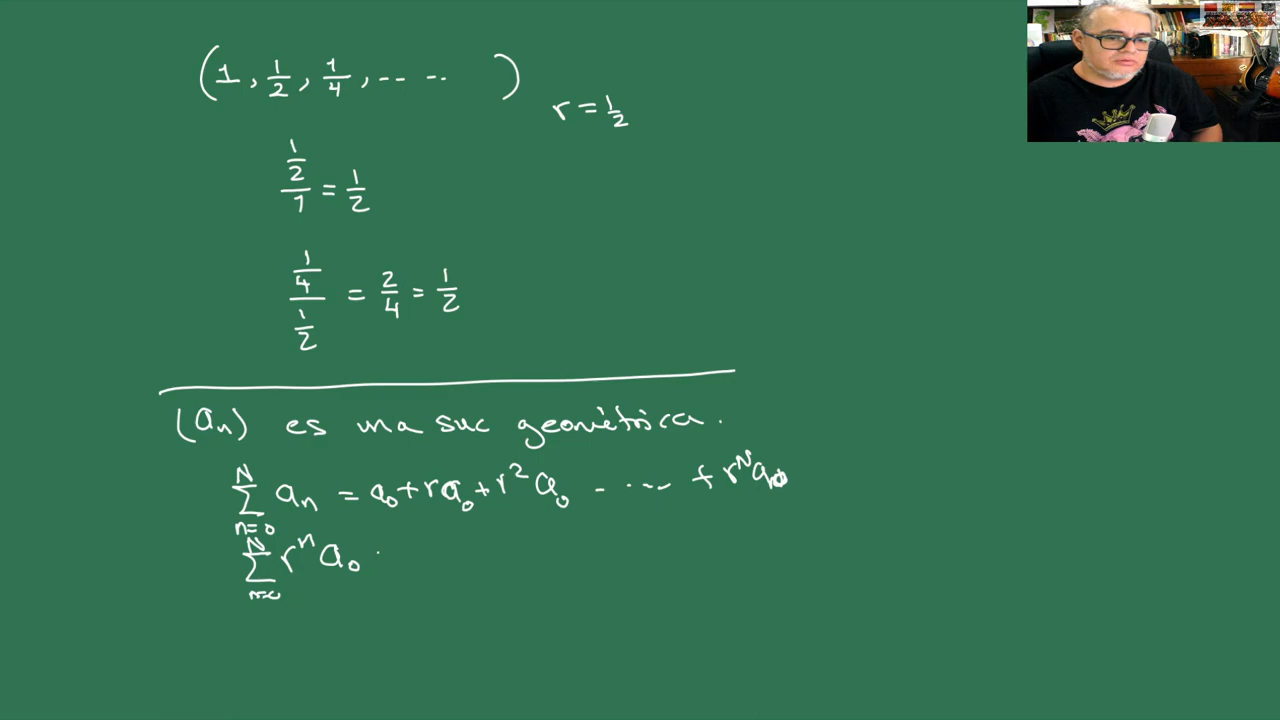 (1, 1/2, 1/4, .... ..)
r = 1/2
(1/2)/1 = 1/2
(1/4)/(1/2) = 2/4 = 1/2
(aₙ) es una suc geométrica.
∑_{n=0}^{N} aₙ = a₀ + ra₀ + r²a₀ ...... + r^N a₀
∑_{n=0}^{N} rⁿa₀